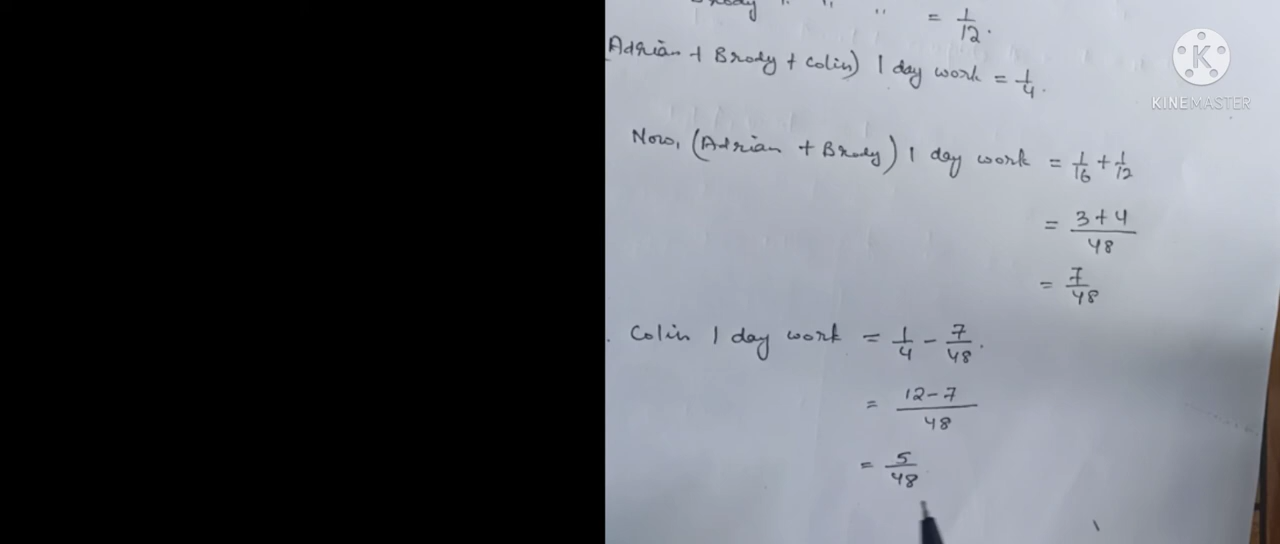 Brody " " " = 1/12.
(Adrian + Brody + Colin) 1 day work = 1/4.
Now, (Adrian + Brody) 1 day work = 1/16 + 1/12
= 3+4/48
= 7/48
. Colin 1 day work = 1/4 - 7/48.
= 12-7/48
= 5/48
K
KINEMASTER